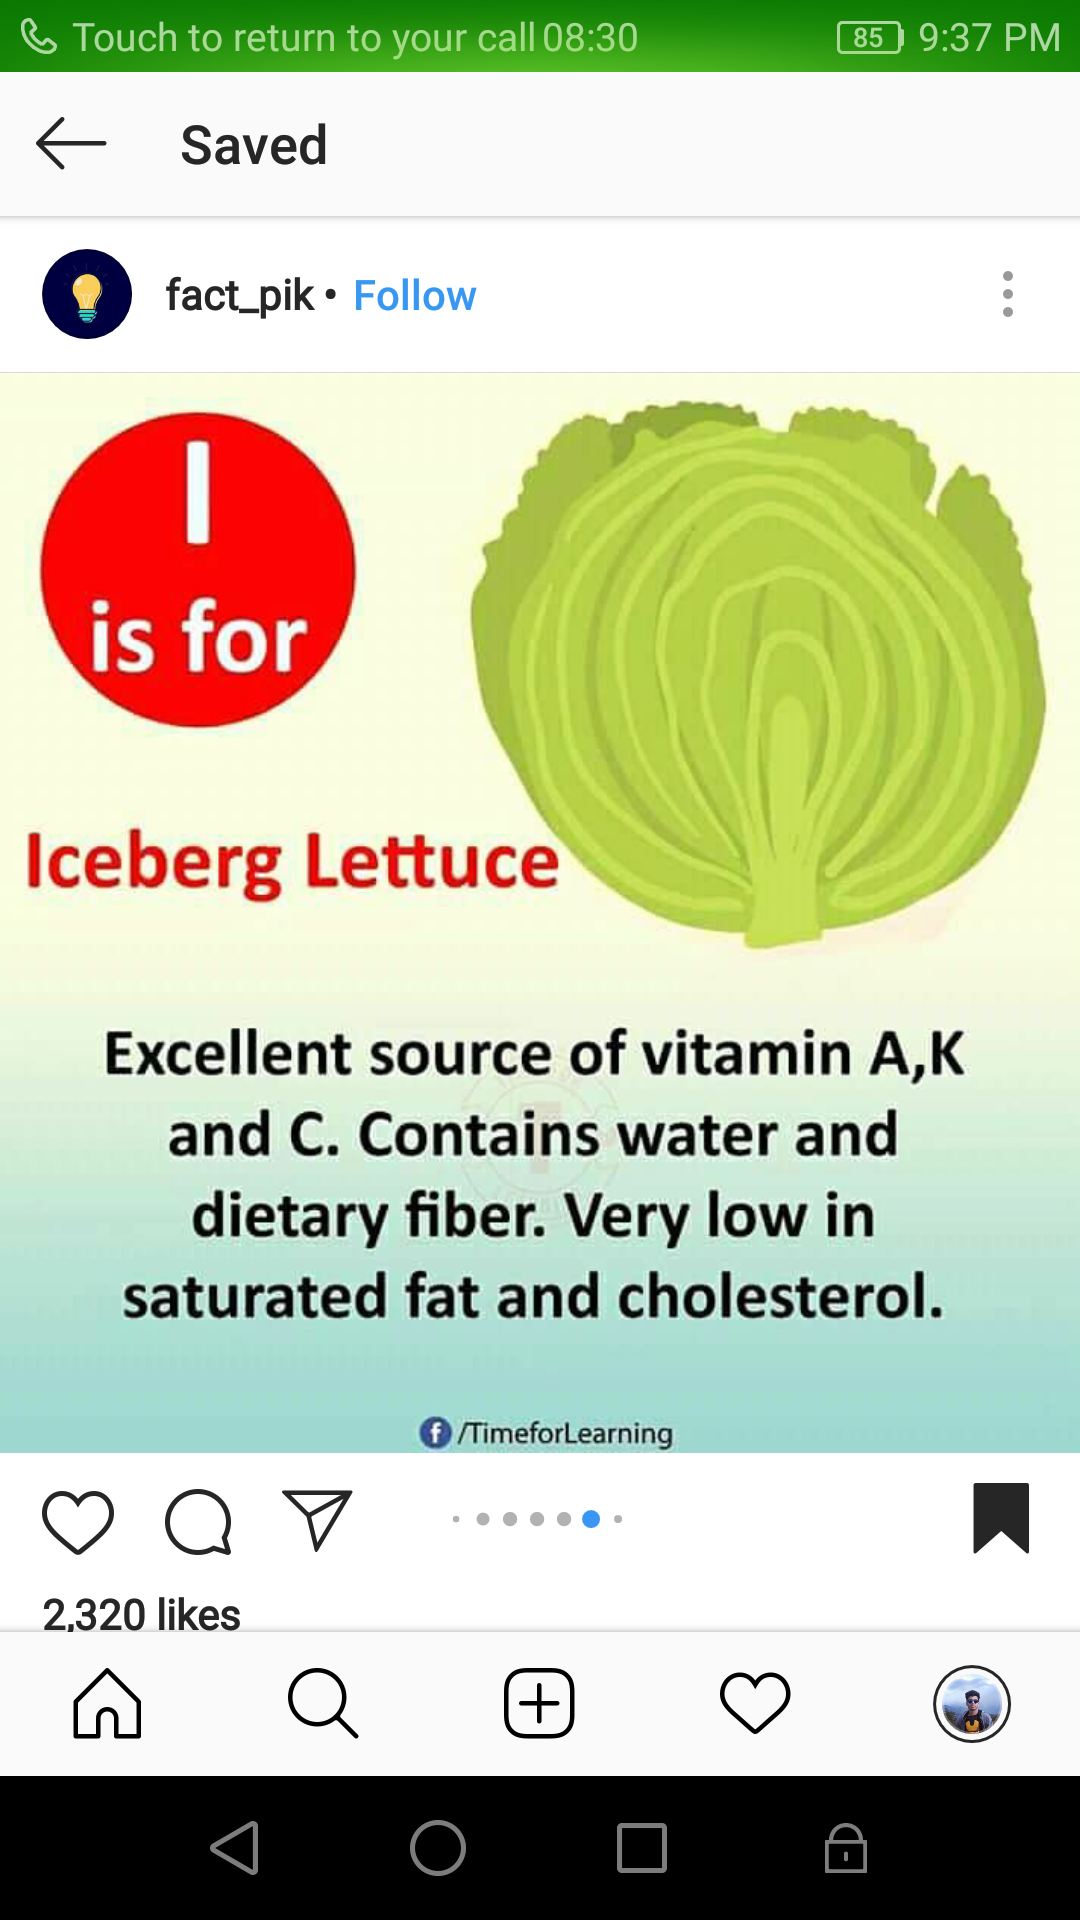 Touch to return to your call 08:30 85 9:37 PM
Saved
fact_pik • Follow
I
is for
Iceberg Lettuce
Excellent source of vitamin A,K
and C. Contains water and
dietary fiber. Very low in
saturated fat and cholesterol.
f /TimeforLearning
2,320 likes